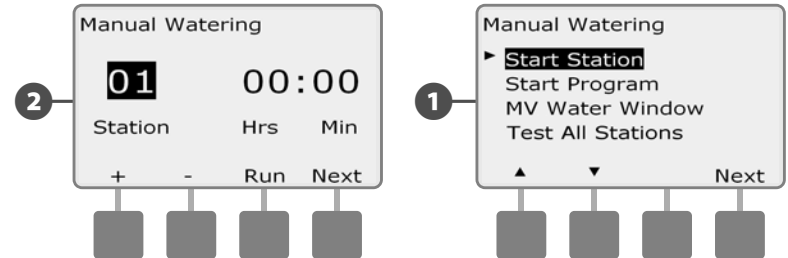 Manual Watering
01 00:00
Station Hrs Min
+ - Run Next
2
Manual Watering
► Start Station
Start Program
MV Water Window
Test All Stations
▲ ▼ Next
1